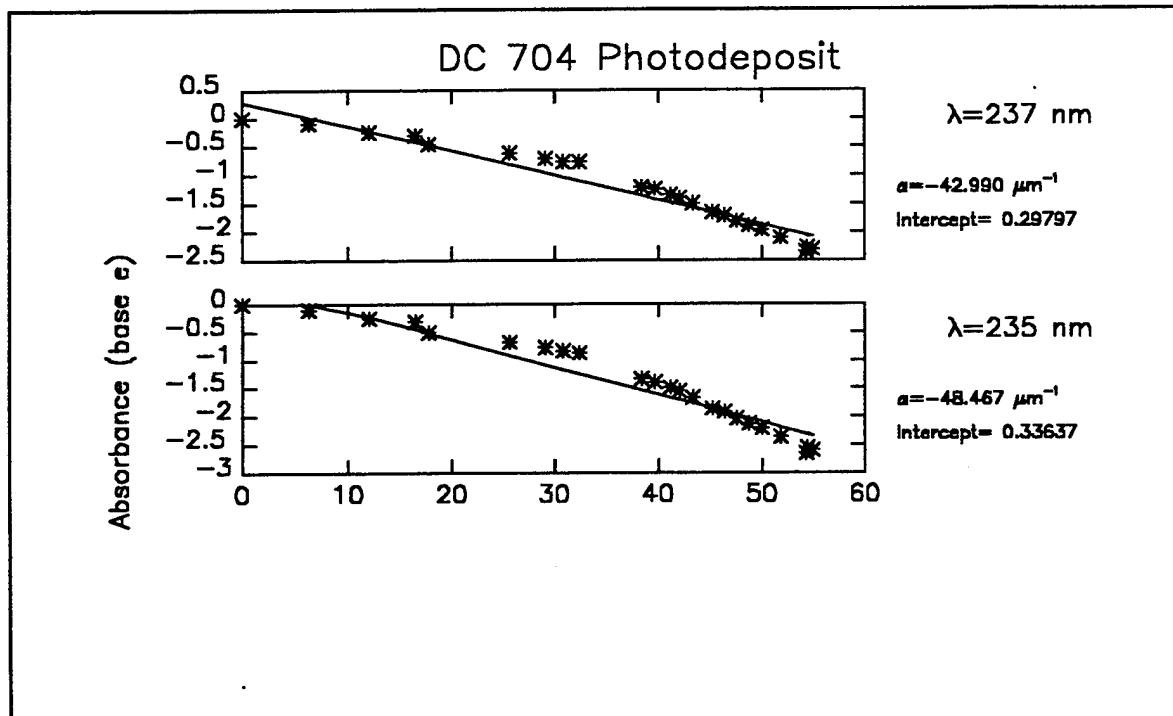 DC 704 Photodeposit
0.5
0
-0.5
-1
-1.5
-2
-2.5
λ=237 nm
a=-42.990 μm⁻¹
Intercept= 0.29797
0
-0.5
-1
-1.5
-2
-2.5
-3
0 10 20 30 40 50 60
λ=235 nm
a=-48.467 μm⁻¹
Intercept= 0.33637
Absorbance (base e)